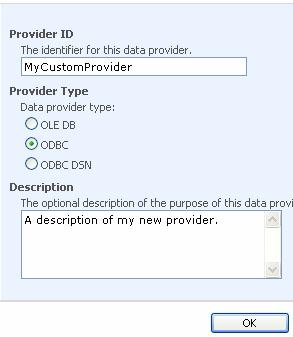 Provider ID
The identifier for this data provider.
MyCustomProvider
Provider Type
Data provider type:
OLE DB
ODBC
ODBC DSN
Description
The optional description of the purpose of this data provi
A description of my new provider.
OK